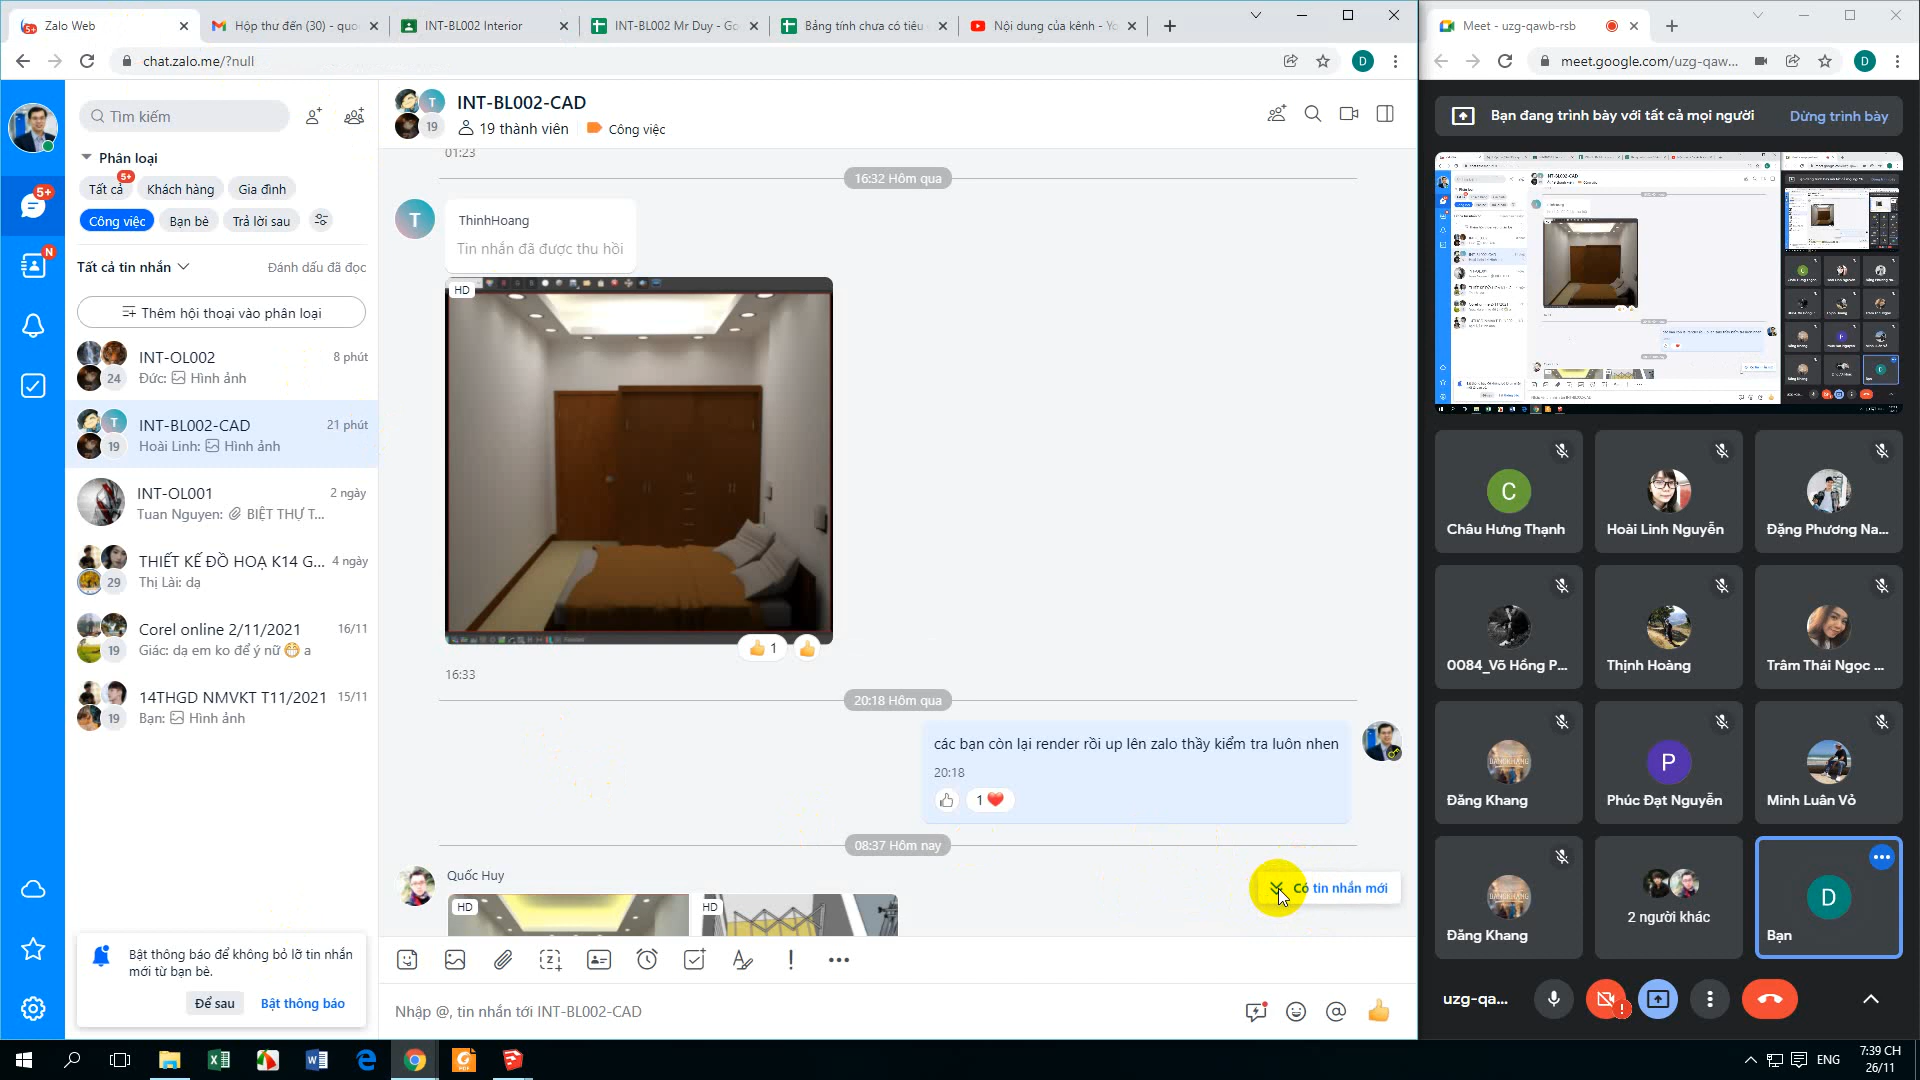 Zalo Web
Hộp thư đến (30) - quo
INT-BL002 Interior
INT-BL002 Mr Duy - Go
Bảng tính chưa có tiêu
Nội dung của kênh - Yo
chat.zalo.me/?null
D
Meet - uzg-qawb-rsb
meet.google.com/uzg-qaw...
D
5+
N
Tìm kiếm
Phân loại
5+
Tất cả
Khách hàng
Gia đình
Công việc
Bạn bè
Trả lời sau
Tất cả tin nhắn
Đánh dấu đã đọc
Thêm hội thoại vào phân loại
INT-OL002
8 phút
24
Đức: Hình ảnh
T
INT-BL002-CAD
21 phút
19
Hoài Linh: Hình ảnh
INT-OL001
2 ngày
Tuan Nguyen: BIỆT THỰ T...
THIẾT KẾ ĐỒ HOẠ K14 G...
4 ngày
29
Thị Lài: dạ
Corel online 2/11/2021
16/11
19
Giác: dạ em ko để ý nữ 😁 a
14THGD NMVKT T11/2021
15/11
19
Bạn: Hình ảnh
Bật thông báo để không bỏ lỡ tin nhắn
mới từ bạn bè.
Để sau
Bật thông báo
T
19
INT-BL002-CAD
19 thành viên
Công việc
01:23
16:32 Hôm qua
T
ThinhHoang
Tin nhắn đã được thu hồi
HD
👍 1
👍
16:33
20:18 Hôm qua
các bạn còn lại render rồi up lên zalo thầy kiểm tra luôn nhen
20:18
1 ❤️
08:37 Hôm nay
Quốc Huy
HD
HD
Có tin nhắn mới
Nhập @, tin nhắn tới INT-BL002-CAD
Bạn đang trình bày với tất cả mọi người
Dừng trình bày
C
Châu Hưng Thạnh
Hoài Linh Nguyễn
Đặng Phương Na...
0084_Võ Hồng P...
Thịnh Hoàng
Trâm Thái Ngọc ...
Đăng Khang
P
Phúc Đạt Nguyễn
Minh Luân Vỏ
Đăng Khang
2 người khác
D
Bạn
uzg-qa...
ENG
7:39 CH
26/11